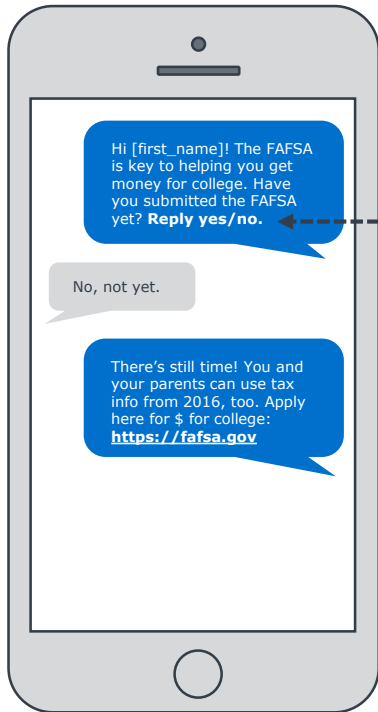 Hi [first_name]! The FAFSA
is key to helping you get
money for college. Have
you submitted the FAFSA
yet? Reply yes/no.
No, not yet.
There’s still time! You and
your parents can use tax
info from 2016, too. Apply
here for $ for college:
https://fafsa.gov